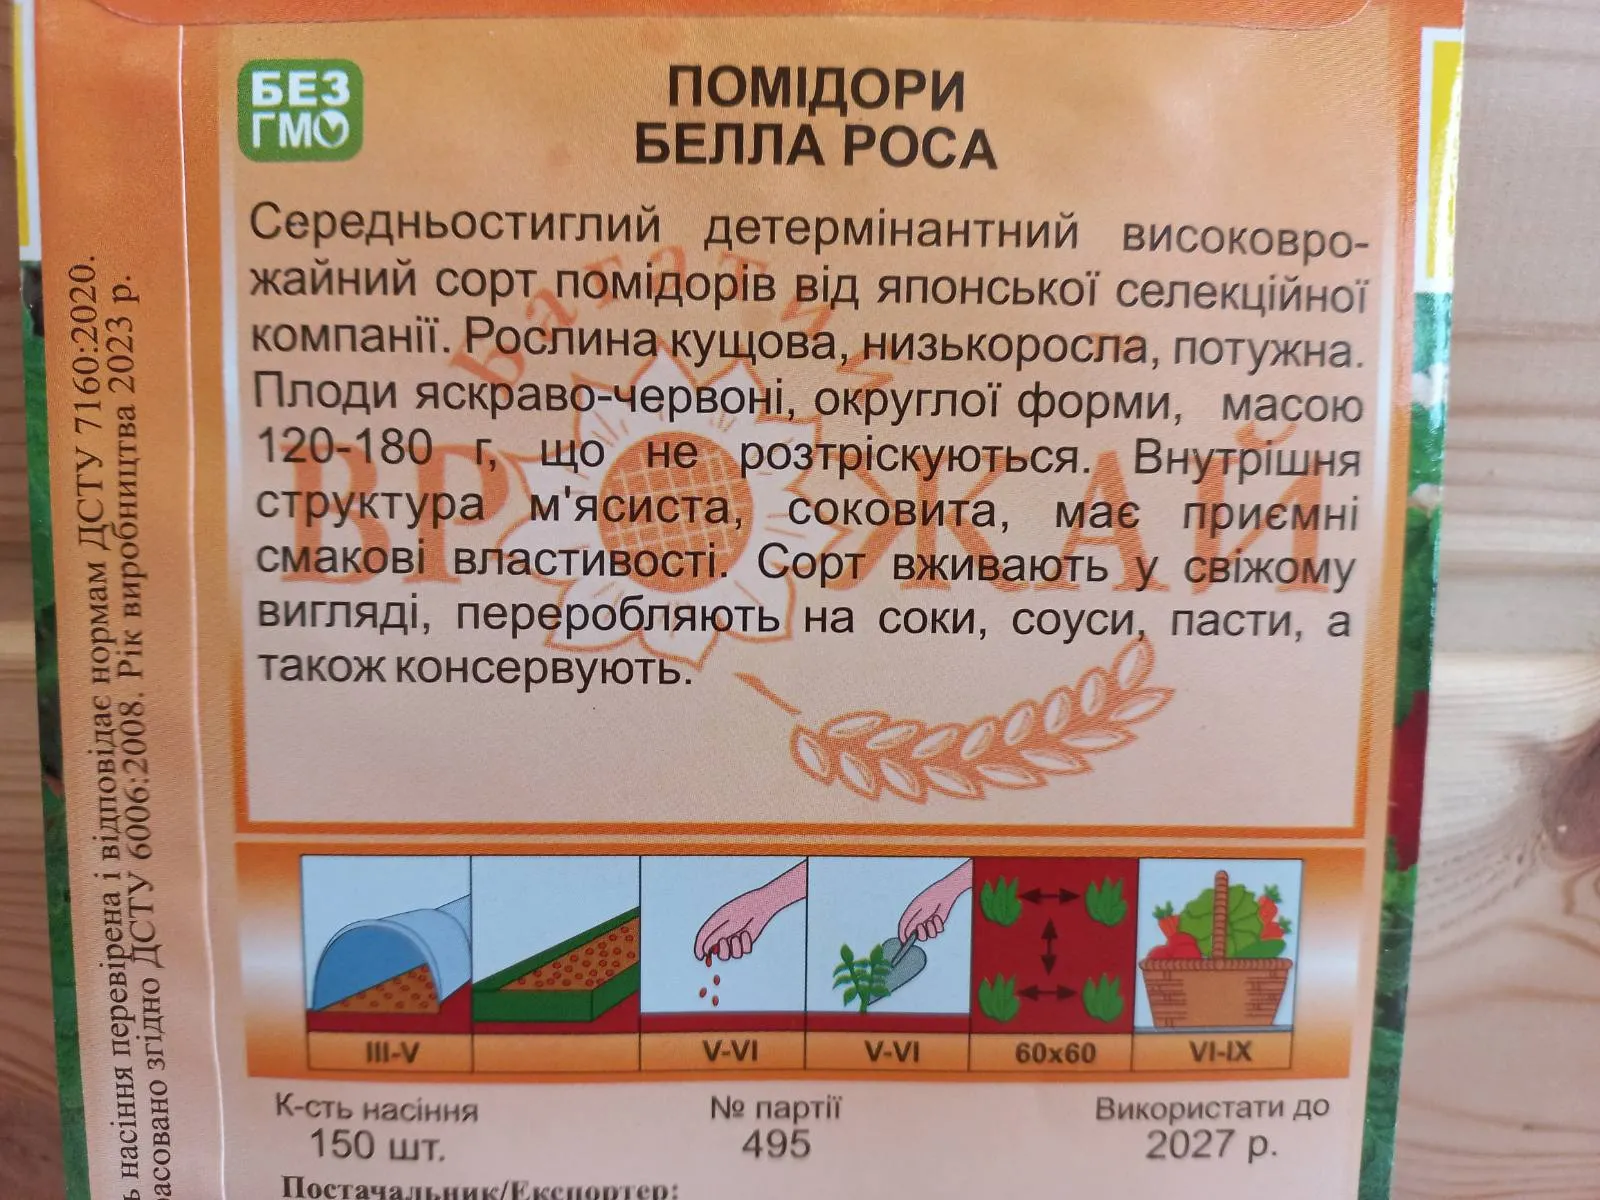 БЕЗ
ГМО
ПОМІДОРИ
БЕЛЛА РОСА
Середньостиглий детермінантний високовро-
жайний сорт помідорів від японської селекційної
компанії. Рослина кущова, низькоросла, потужна.
Плоди яскраво-червоні, округлої форми, масою
120-180 г, що не розтріскуються. Внутрішня
структура м'ясиста, соковита, має приємні
смакові властивості. Сорт вживають у свіжому
вигляді, переробляють на соки, соуси, пасти, а
також консервують.
Багатий
ВРОЖАЙ
III-V
V-VI
V-VI
60x60
VI-IX
К-сть насіння
150 шт.
№ партії
495
Використати до
2027 р.
Постачальник/Експортер:
насіння перевірена і відповідає нормам ДСТУ 7160:2020.
згідно ДСТУ 6006:2008. Рік виробництва 2023 р.